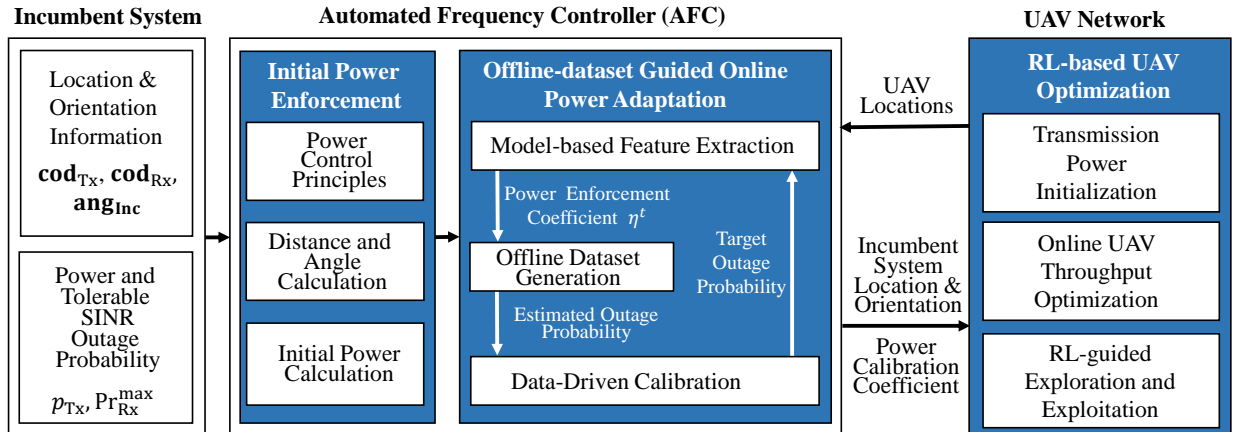 Incumbent System
Location &
Orientation
Information
cod_Tx, cod_Rx,
ang_Inc
Power and
Tolerable
SINR
Outage
Probability
p_Tx, Pr_Rx^max
Automated Frequency Controller (AFC)
Initial Power
Enforcement
Power
Control
Principles
Distance and
Angle
Calculation
Initial Power
Calculation
Offline-dataset Guided Online
Power Adaptation
Model-based Feature Extraction
Power Enforcement
Coefficient η^t
Offline Dataset
Generation
Estimated Outage
Probability
Target
Outage
Probability
Data-Driven Calibration
UAV
Locations
Incumbent
System
Location &
Orientation
Power
Calibration
Coefficient
UAV Network
RL-based UAV
Optimization
Transmission
Power
Initialization
Online UAV
Throughput
Optimization
RL-guided
Exploration and
Exploitation